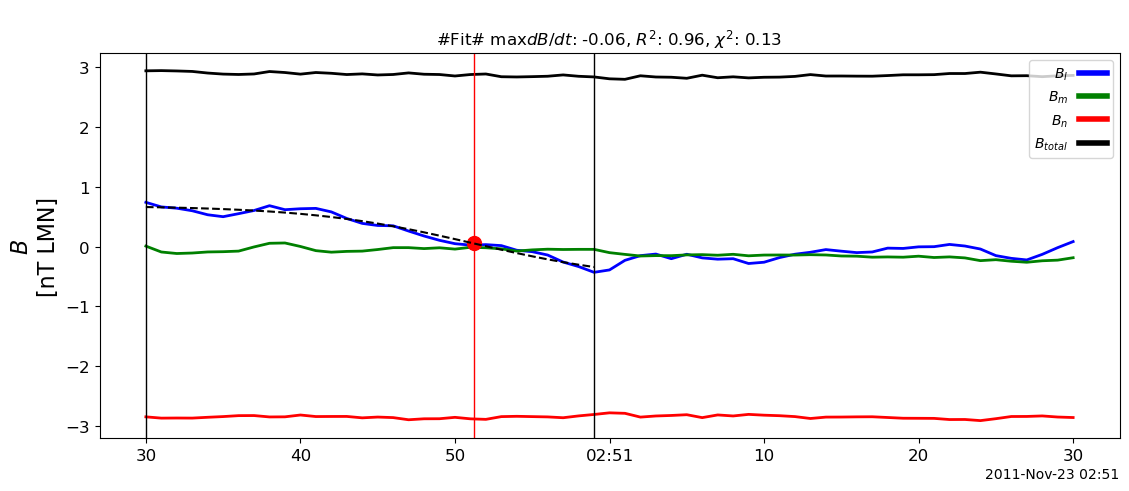 #Fit# maxdB/dt: -0.06, R²: 0.96, χ²: 0.13
B
[nT LMN]
3
2
1
0
−1
−2
−3
B_l
B_m
B_n
B_total
30
40
50
02:51
10
20
30
2011-Nov-23 02:51